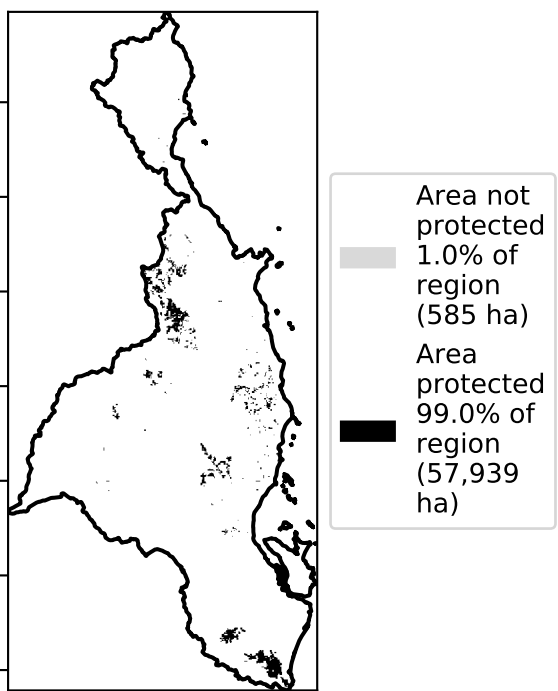 Area not
protected
1.0% of
region
(585 ha)
Area
protected
99.0% of
region
(57,939
ha)